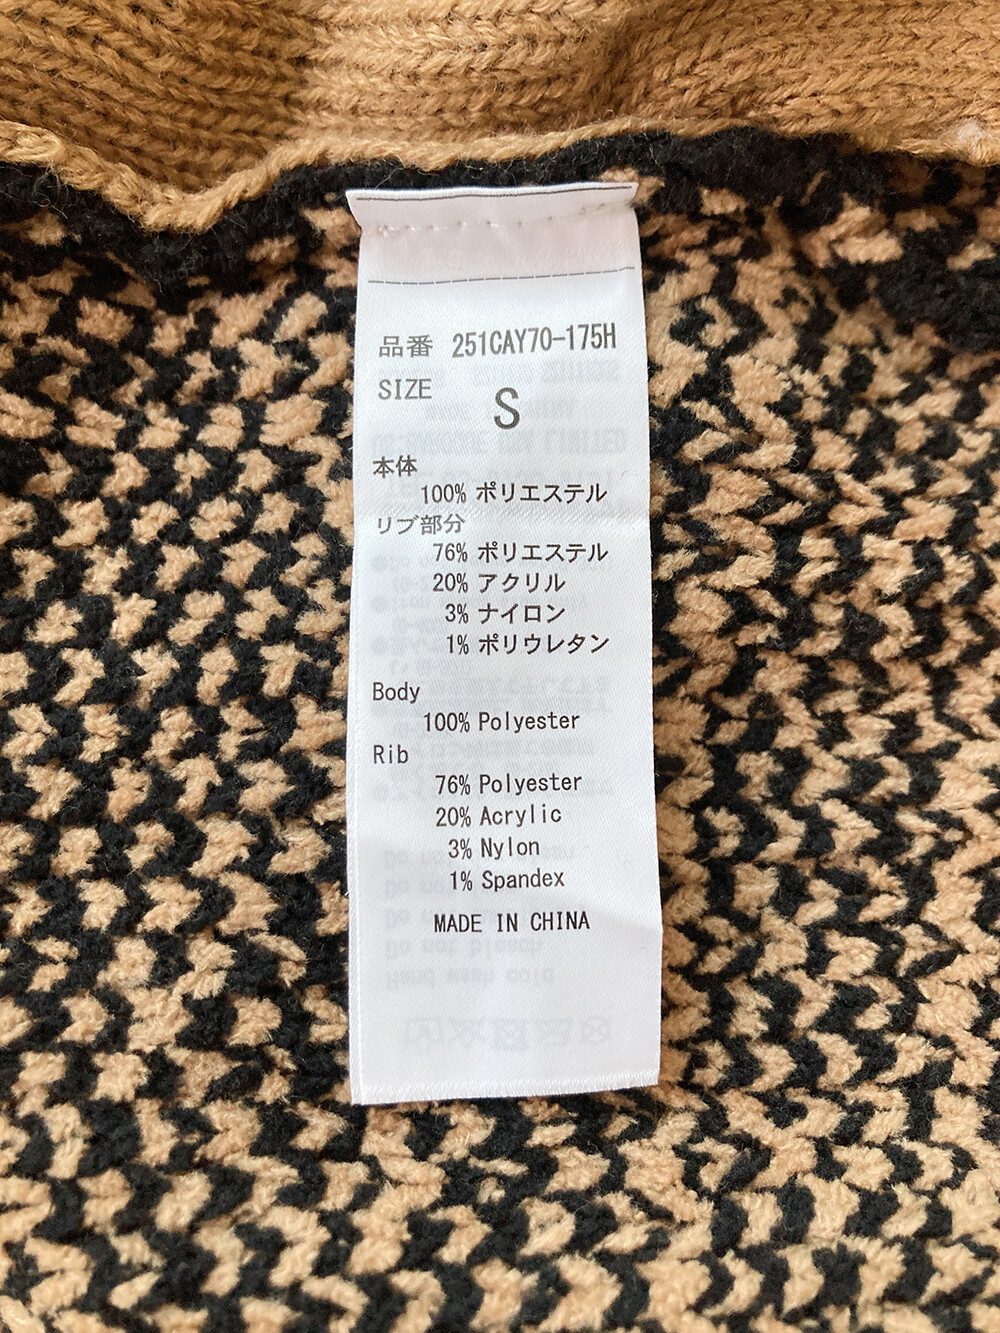 品番 251CAY70-175H
SIZE S
本体
100% ポリエステル
リブ部分
76% ポリエステル
20% アクリル
3% ナイロン
1% ポリウレタン
Body
100% Polyester
Rib
76% Polyester
20% Acrylic
3% Nylon
1% Spandex
MADE IN CHINA